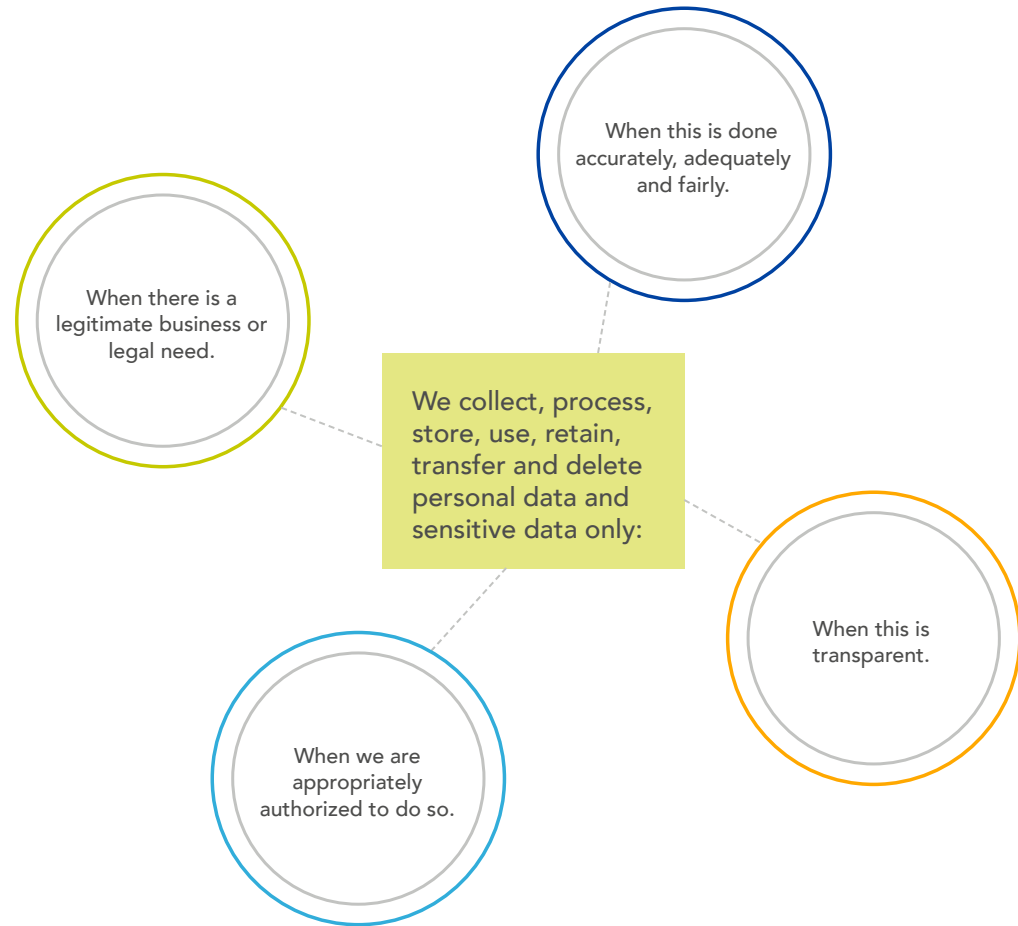 When this is done
accurately, adequately
and fairly.
When there is a
legitimate business or
legal need.
We collect, process,
store, use, retain,
transfer and delete
personal data and
sensitive data only:
When this is
transparent.
When we are
appropriately
authorized to do so.